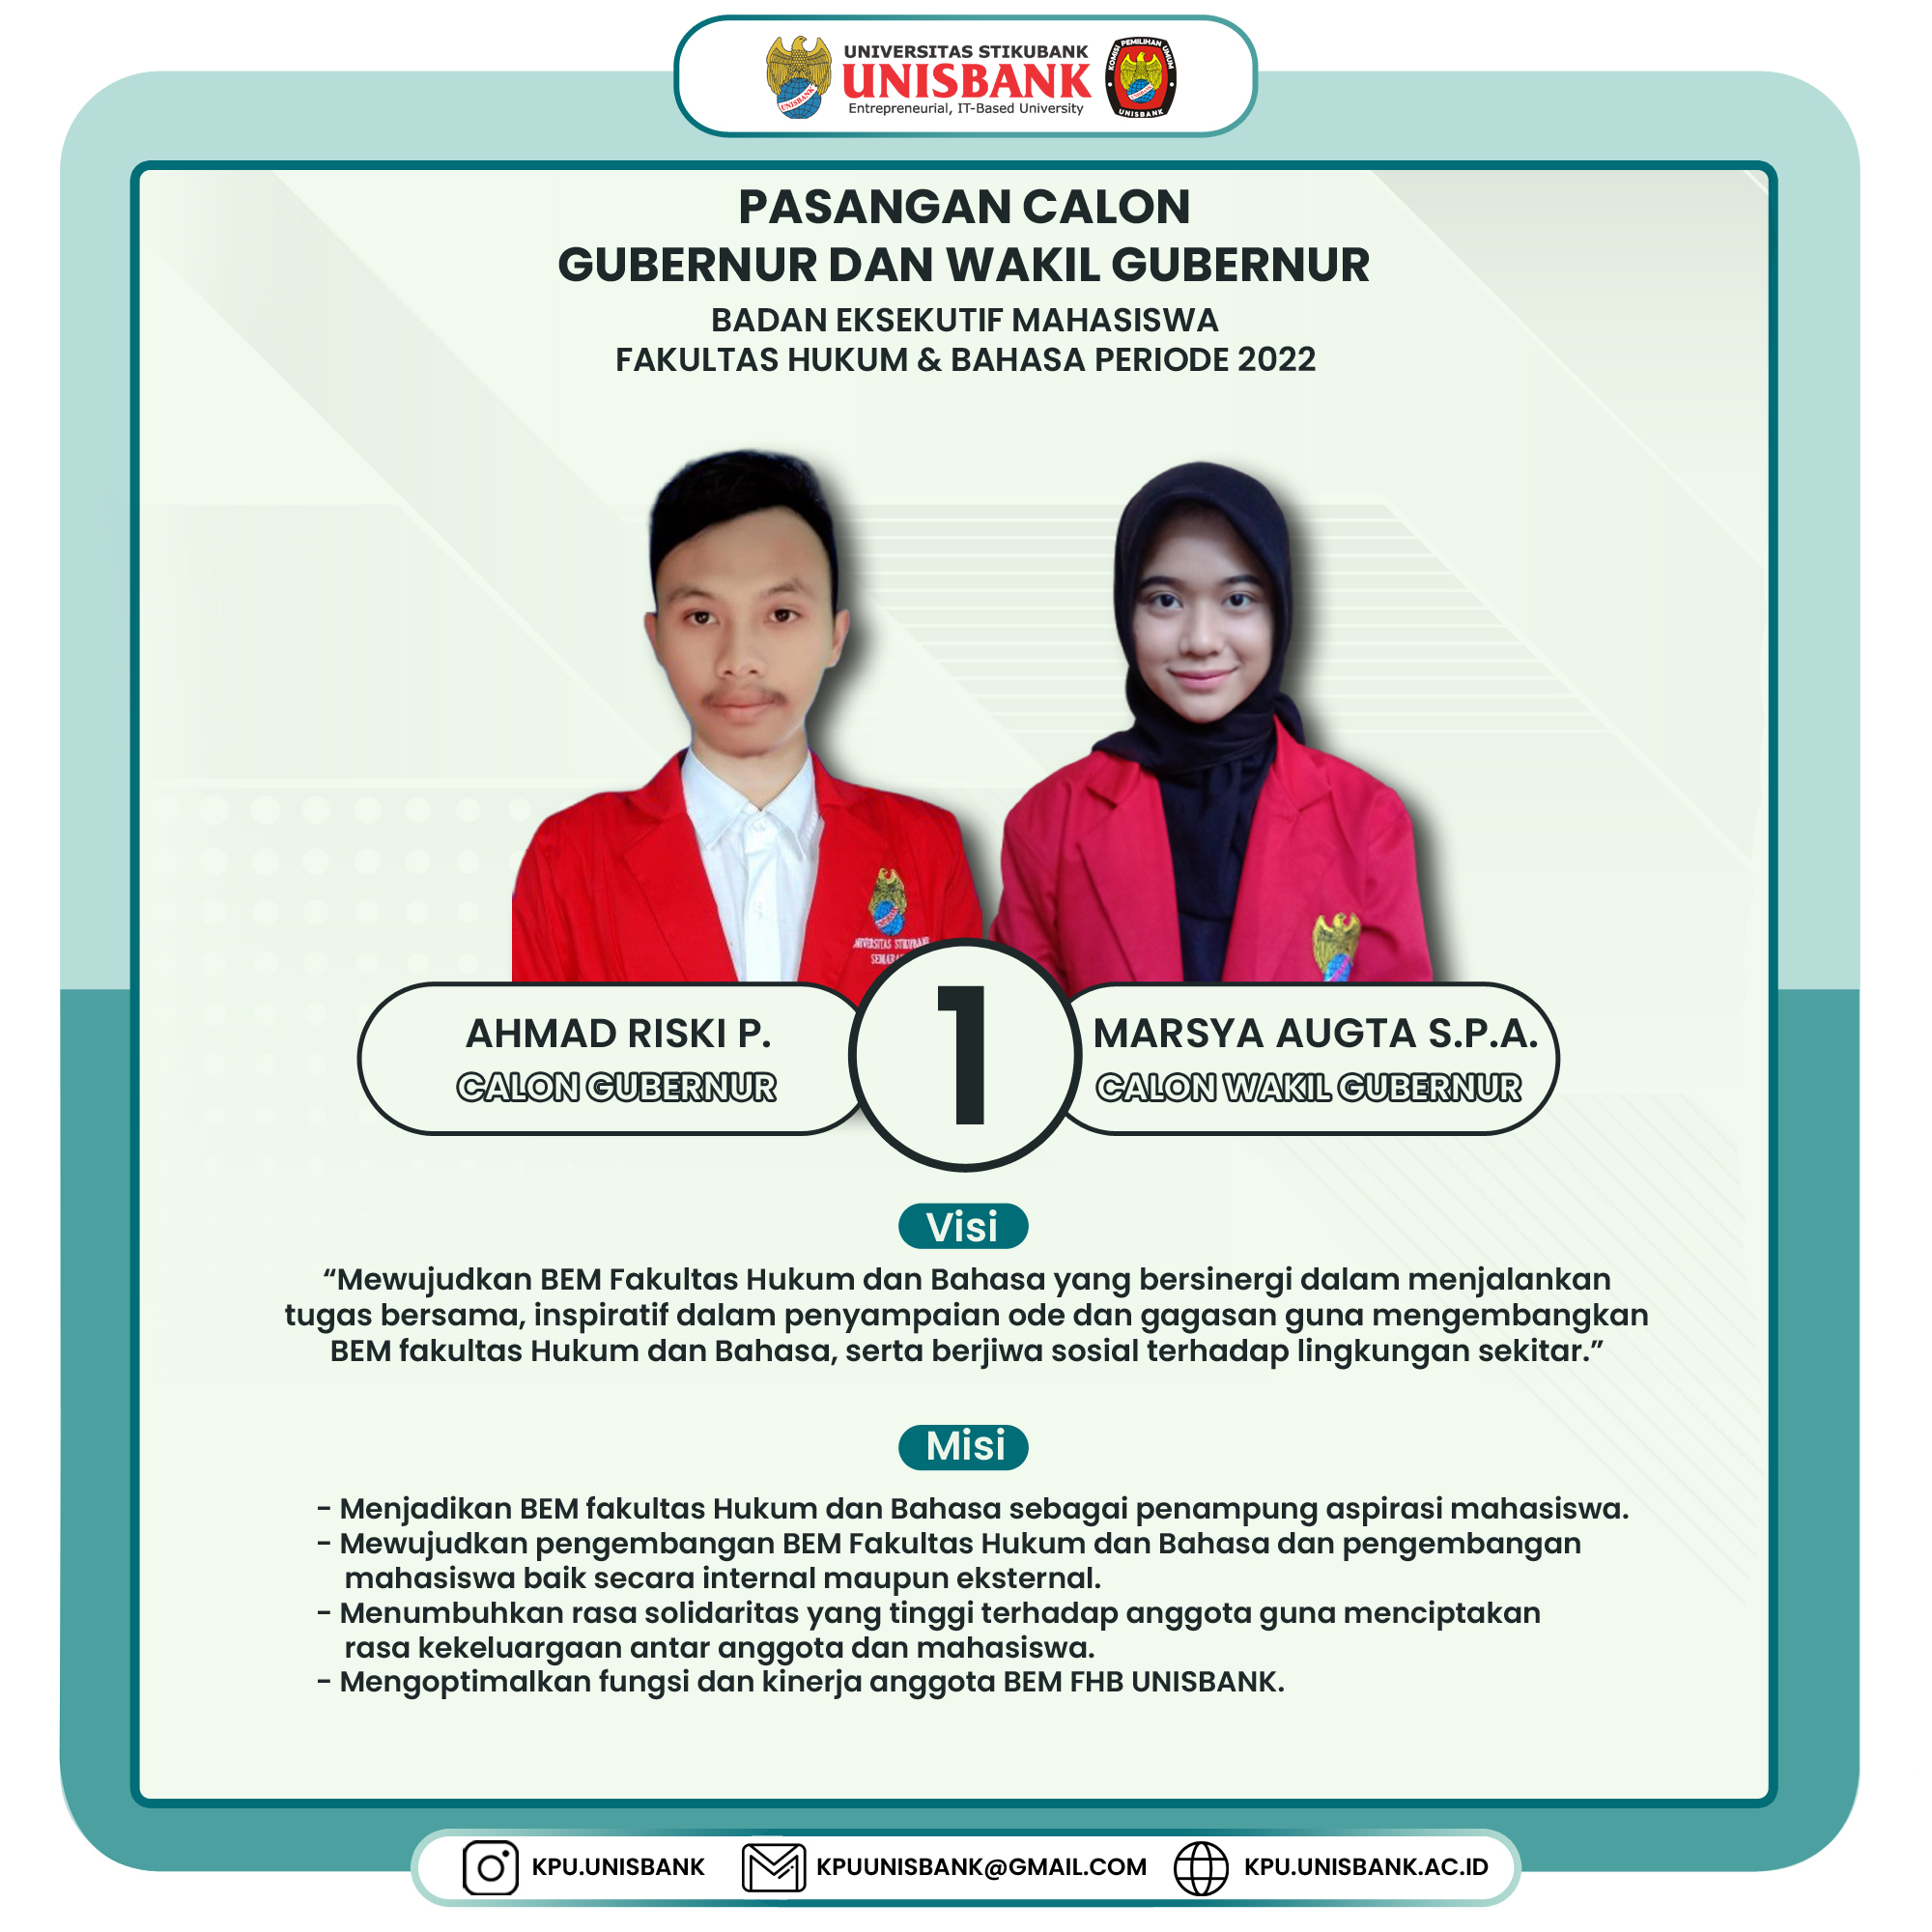 UNIVERSITAS STIKUBANK
UNISBANK
Entrepreneurial, IT-Based University
UNISBANK
KOMISI PEMILIHAN UMUM
UNISBANK
UNISBANK
PASANGAN CALON
GUBERNUR DAN WAKIL GUBERNUR
BADAN EKSEKUTIF MAHASISWA
FAKULTAS HUKUM & BAHASA PERIODE 2022
AHMAD RISKI P.
CALON GUBERNUR
1
MARSYA AUGTA S.P.A.
CALON WAKIL GUBERNUR
Visi
“Mewujudkan BEM Fakultas Hukum dan Bahasa yang bersinergi dalam menjalankan
tugas bersama, inspiratif dalam penyampaian ode dan gagasan guna mengembangkan
BEM fakultas Hukum dan Bahasa, serta berjiwa sosial terhadap lingkungan sekitar.”
Misi
- Menjadikan BEM fakultas Hukum dan Bahasa sebagai penampung aspirasi mahasiswa.
- Mewujudkan pengembangan BEM Fakultas Hukum dan Bahasa dan pengembangan
mahasiswa baik secara internal maupun eksternal.
- Menumbuhkan rasa solidaritas yang tinggi terhadap anggota guna menciptakan
rasa kekeluargaan antar anggota dan mahasiswa.
- Mengoptimalkan fungsi dan kinerja anggota BEM FHB UNISBANK.
KPU.UNISBANK
KPUUNISBANK@GMAIL.COM
KPU.UNISBANK.AC.ID